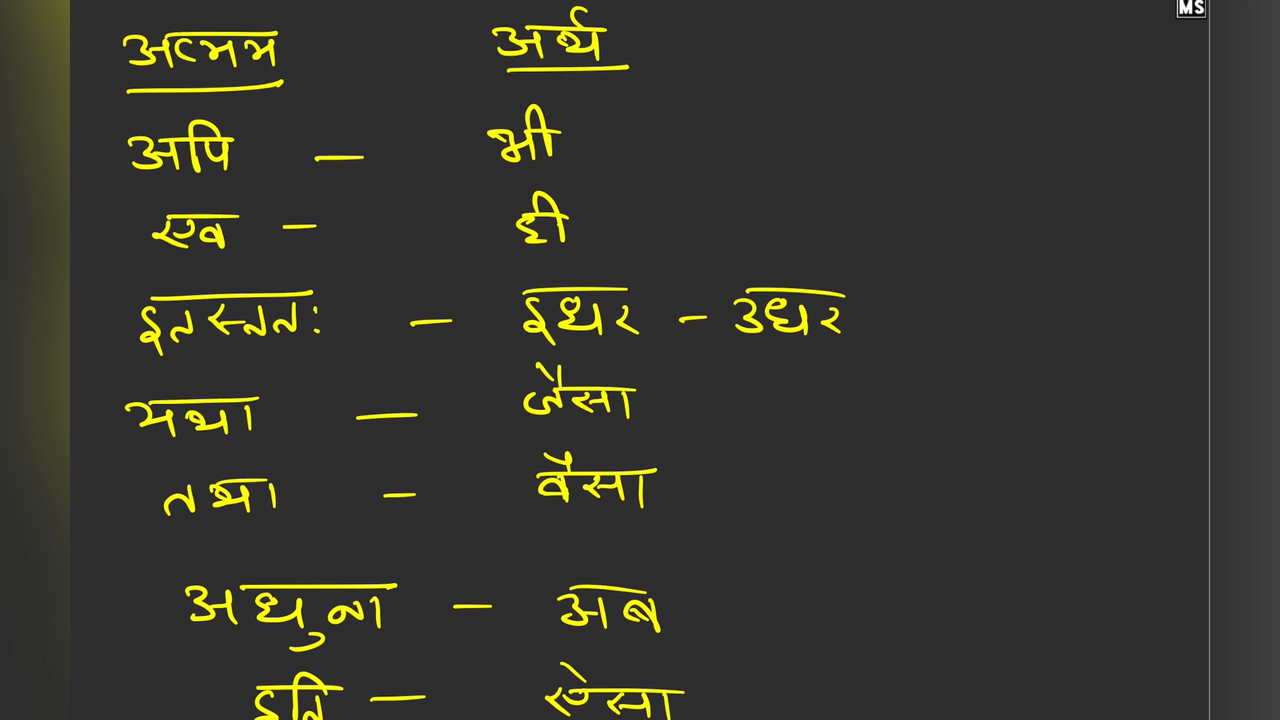 MS
अव्यय अर्थ
अपि – भी
एव – ही
इतस्ततः – इधर - उधर
यथा – जैसा
तथा – वैसा
अधुना – अब
इति – ऐसा